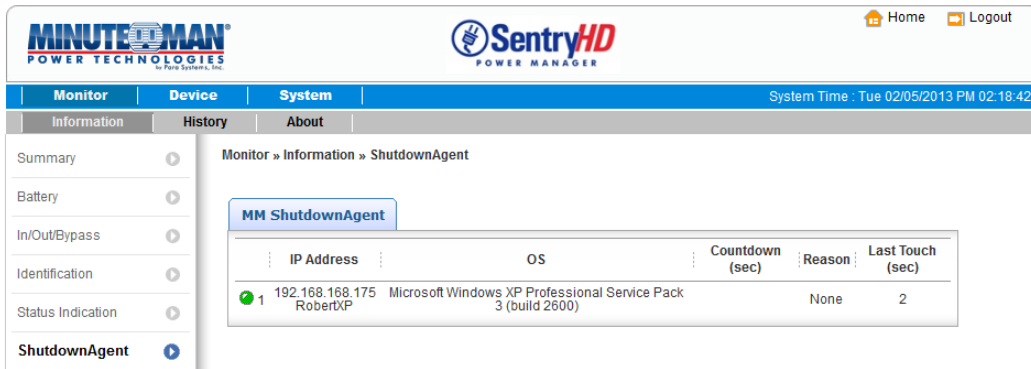 Home
Logout
MINUTEMAN®
POWER TECHNOLOGIES
by Para Systems, Inc.
SentryHD
POWER MANAGER
Monitor
Device
System
System Time : Tue 02/05/2013 PM 02:18:42
Information
History
About
Summary
Battery
In/Out/Bypass
Identification
Status Indication
ShutdownAgent
Monitor » Information » ShutdownAgent
MM ShutdownAgent
IP Address
OS
Countdown
(sec)
Reason
Last Touch
(sec)
1
192.168.168.175
RobertXP
Microsoft Windows XP Professional Service Pack
3 (build 2600)
None
2